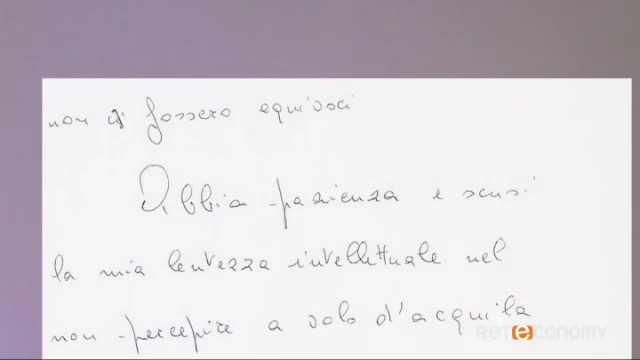 non ci fossero equivoci
Abbia pazienza e scusi
la mia lentezza intellettuale nel
non percepire a volo d'acquila
RETECONOMY